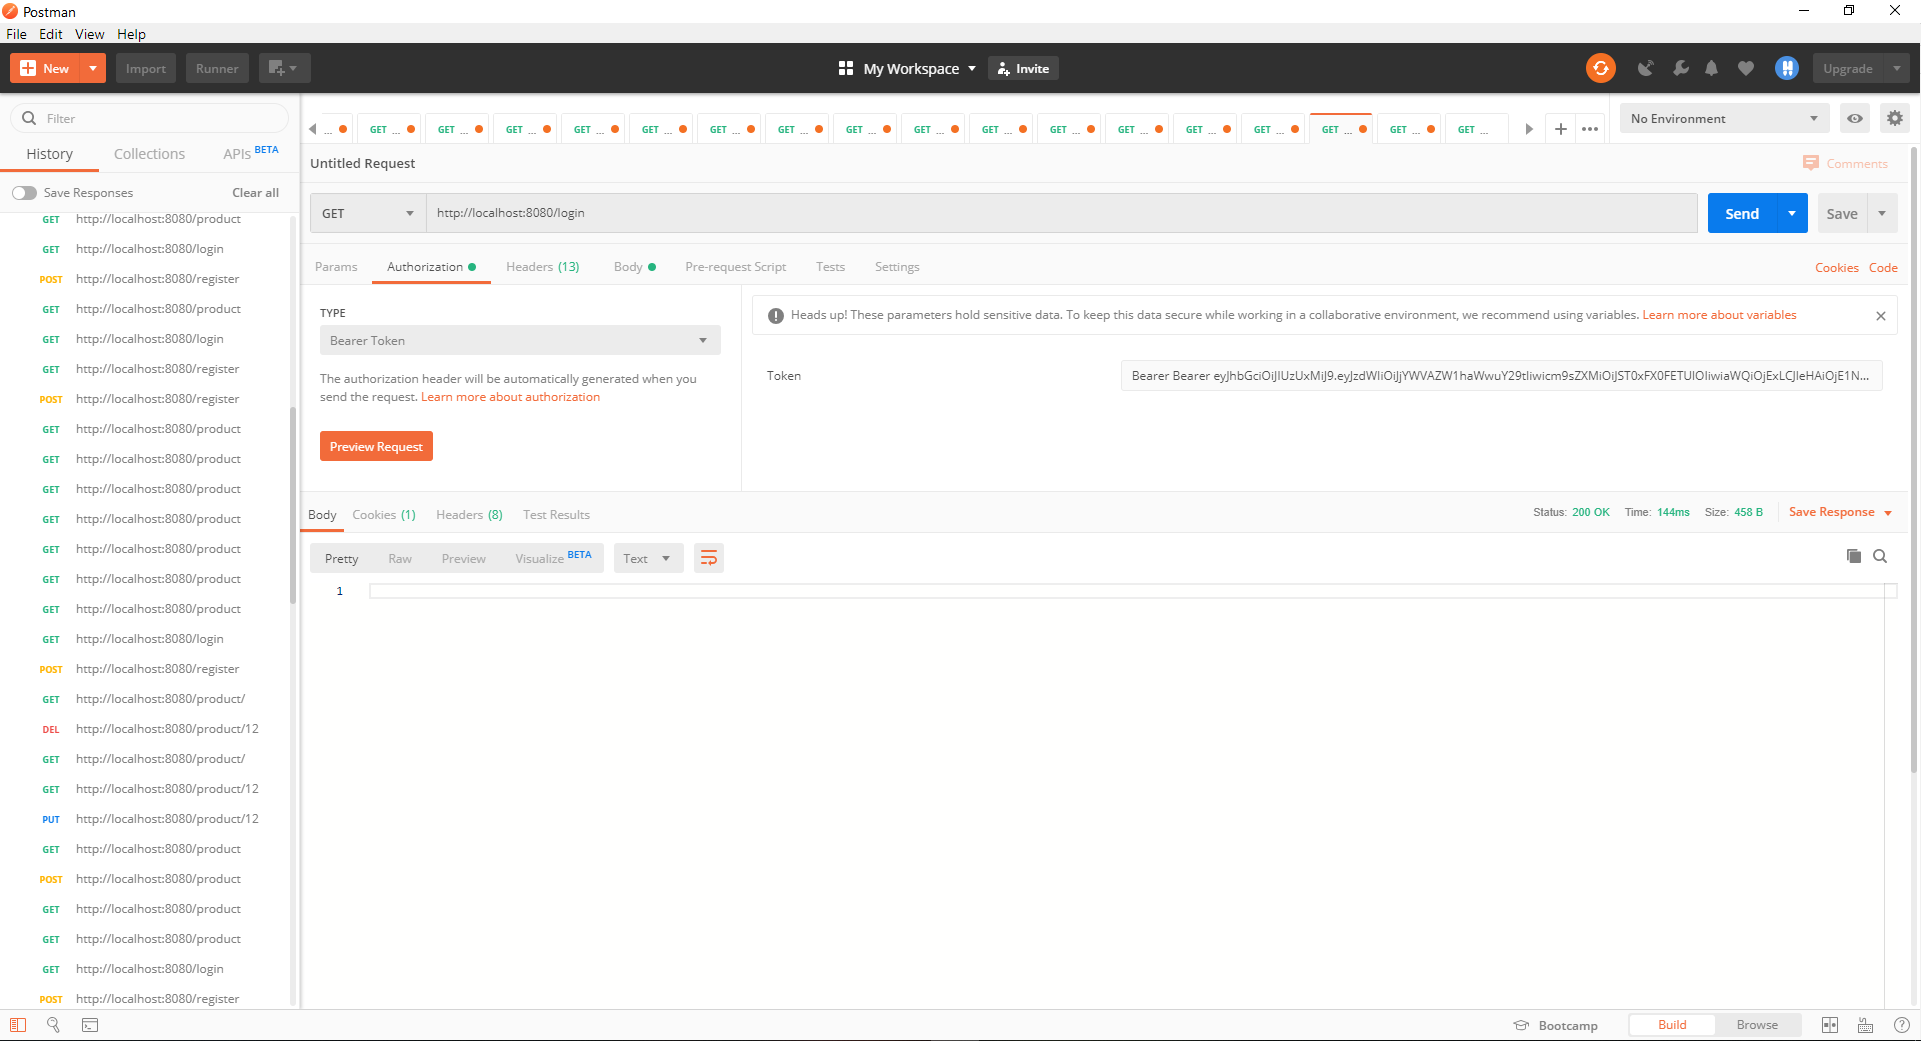 Postman
File Edit View Help
New Import Runner My Workspace Invite Upgrade
Filter
History Collections APIs BETA
Save Responses Clear all
GET http://localhost:8080/product
GET http://localhost:8080/login
POST http://localhost:8080/register
GET http://localhost:8080/product
GET http://localhost:8080/login
GET http://localhost:8080/register
POST http://localhost:8080/register
GET http://localhost:8080/product
GET http://localhost:8080/product
GET http://localhost:8080/product
GET http://localhost:8080/product
GET http://localhost:8080/product
GET http://localhost:8080/product
GET http://localhost:8080/product
GET http://localhost:8080/login
POST http://localhost:8080/register
GET http://localhost:8080/product/
DEL http://localhost:8080/product/12
GET http://localhost:8080/product/
GET http://localhost:8080/product/12
PUT http://localhost:8080/product/12
GET http://localhost:8080/product
POST http://localhost:8080/product
GET http://localhost:8080/product
GET http://localhost:8080/product
GET http://localhost:8080/login
POST http://localhost:8080/register
... GET ... GET ... GET ... GET ... GET ... GET ... GET ... GET ... GET ... GET ... GET ... GET ... GET ... GET ... GET ... GET ... GET ...
No Environment
Untitled Request
Comments
GET http://localhost:8080/login Send Save
Params Authorization Headers (13) Body Pre-request Script Tests Settings Cookies Code
TYPE
Bearer Token
The authorization header will be automatically generated when you
send the request. Learn more about authorization
Preview Request
Heads up! These parameters hold sensitive data. To keep this data secure while working in a collaborative environment, we recommend using variables. Learn more about variables
Token Bearer Bearer
Body Cookies (1) Headers (8) Test Results Status: 200 OK Time: 144ms Size: 458 B Save Response
Pretty Raw Preview Visualize BETA Text
1
Bootcamp Build Browse